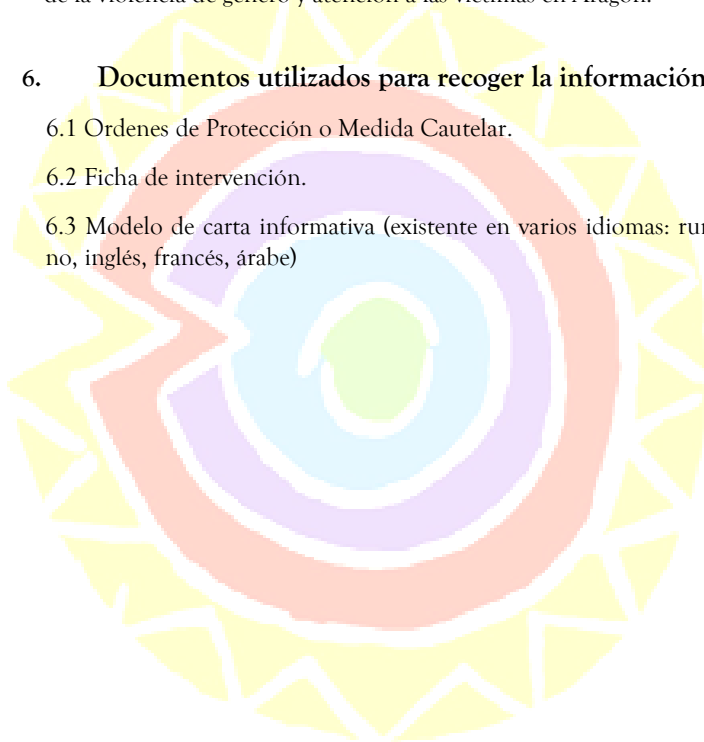 de la violencia de género y atención a las víctimas en Aragón.
6. Documentos utilizados para recoger la información
6.1 Ordenes de Protección o Medida Cautelar.
6.2 Ficha de intervención.
6.3 Modelo de carta informativa (existente en varios idiomas: ru
no, inglés, francés, árabe)